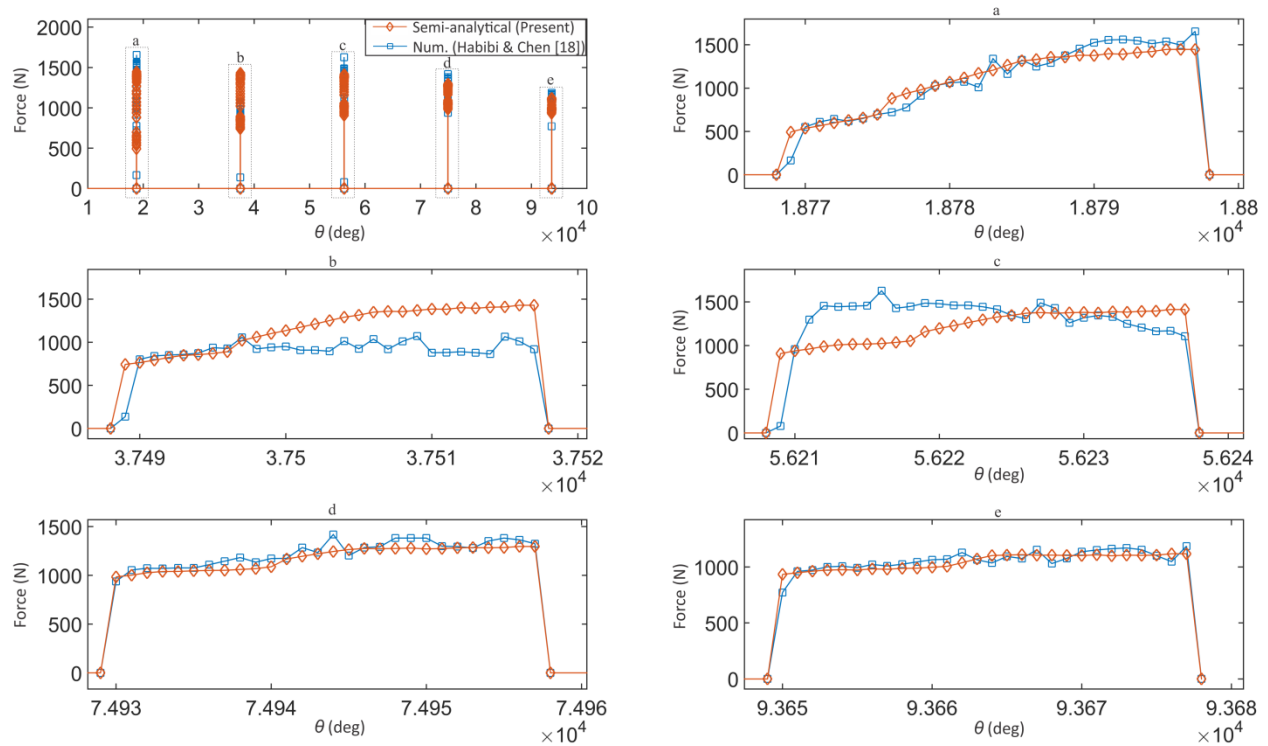 a
2000
1500
1000
500
0
Force (N)
a
b
c
d
e
Semi-analytical (Present)
Num. (Habibi & Chen [18])
1 2 3 4 5 6 7 8 9 10
θ (deg)
×10⁴
1500
1000
500
0
Force (N)
1.877 1.878 1.879 1.88
θ (deg)
×10⁴
b
1500
1000
500
0
Force (N)
3.749 3.75 3.751 3.752
θ (deg)
×10⁴
c
1500
1000
500
0
Force (N)
5.621 5.622 5.623 5.624
θ (deg)
×10⁴
d
1500
1000
500
0
Force (N)
7.493 7.494 7.495 7.496
θ (deg)
×10⁴
e
1000
500
0
Force (N)
9.365 9.366 9.367 9.368
θ (deg)
×10⁴